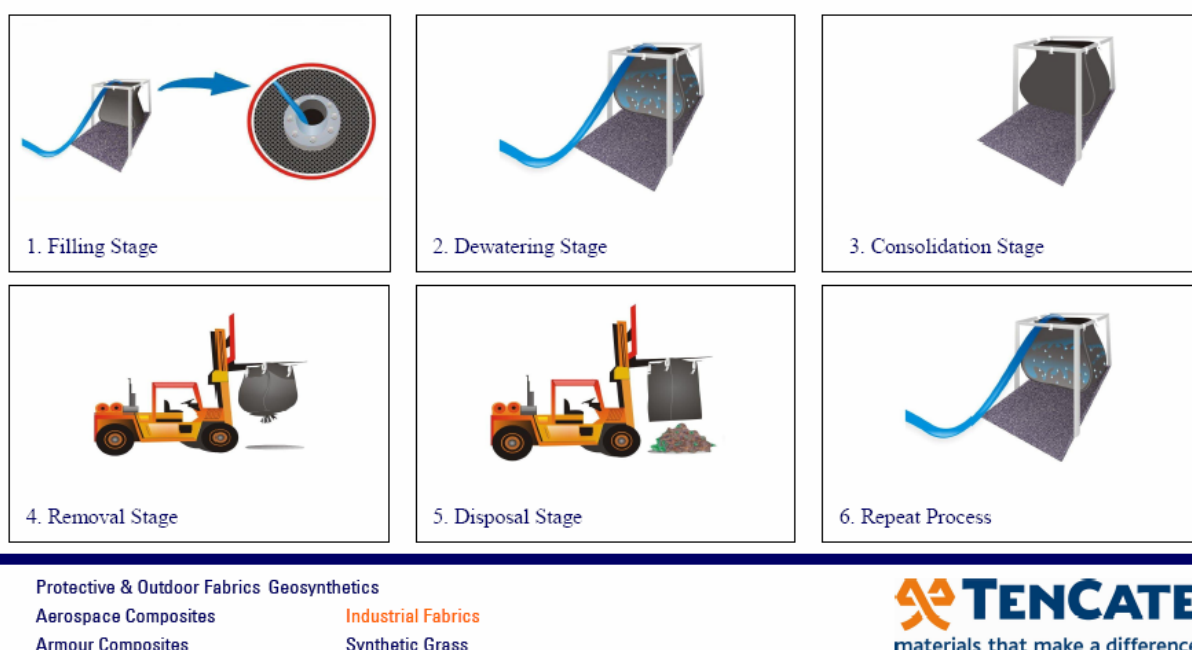 1. Filling Stage
2. Dewatering Stage
3. Consolidation Stage
4. Removal Stage
5. Disposal Stage
6. Repeat Process
Protective & Outdoor Fabrics Geosynthetics
Aerospace Composites Industrial Fabrics
Armour Composites Synthetic Grass
TENCATE
materials that make a difference